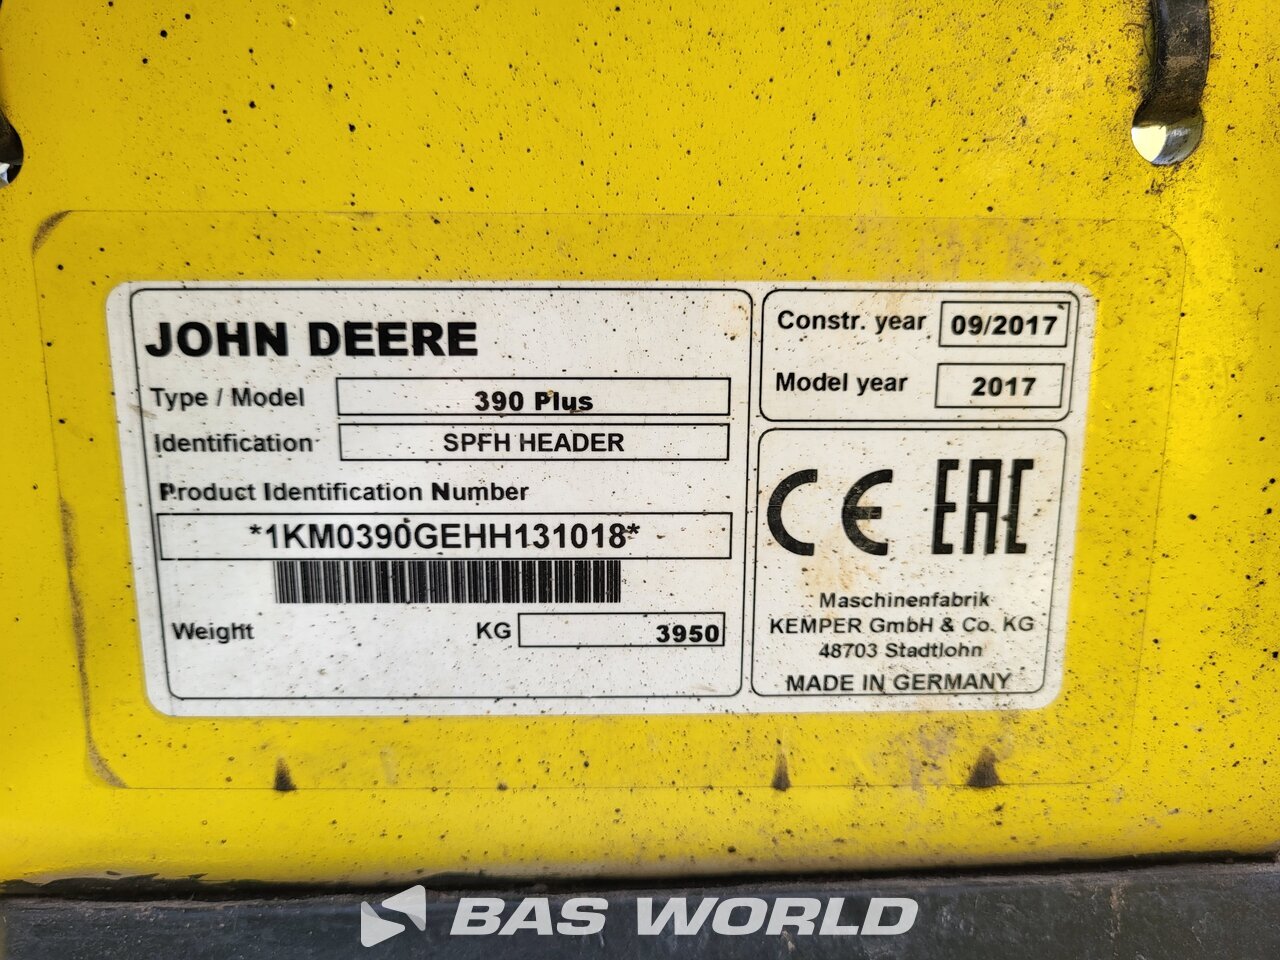 JOHN DEERE
Type / Model 390 Plus
Identification SPFH HEADER
Product Identification Number
*1KM0390GEHH131018*
Weight KG 3950
Constr. year 09/2017
Model year 2017
CE EAC
Maschinenfabrik
KEMPER GmbH & Co. KG
48703 Stadtlohn
MADE IN GERMANY
BAS WORLD